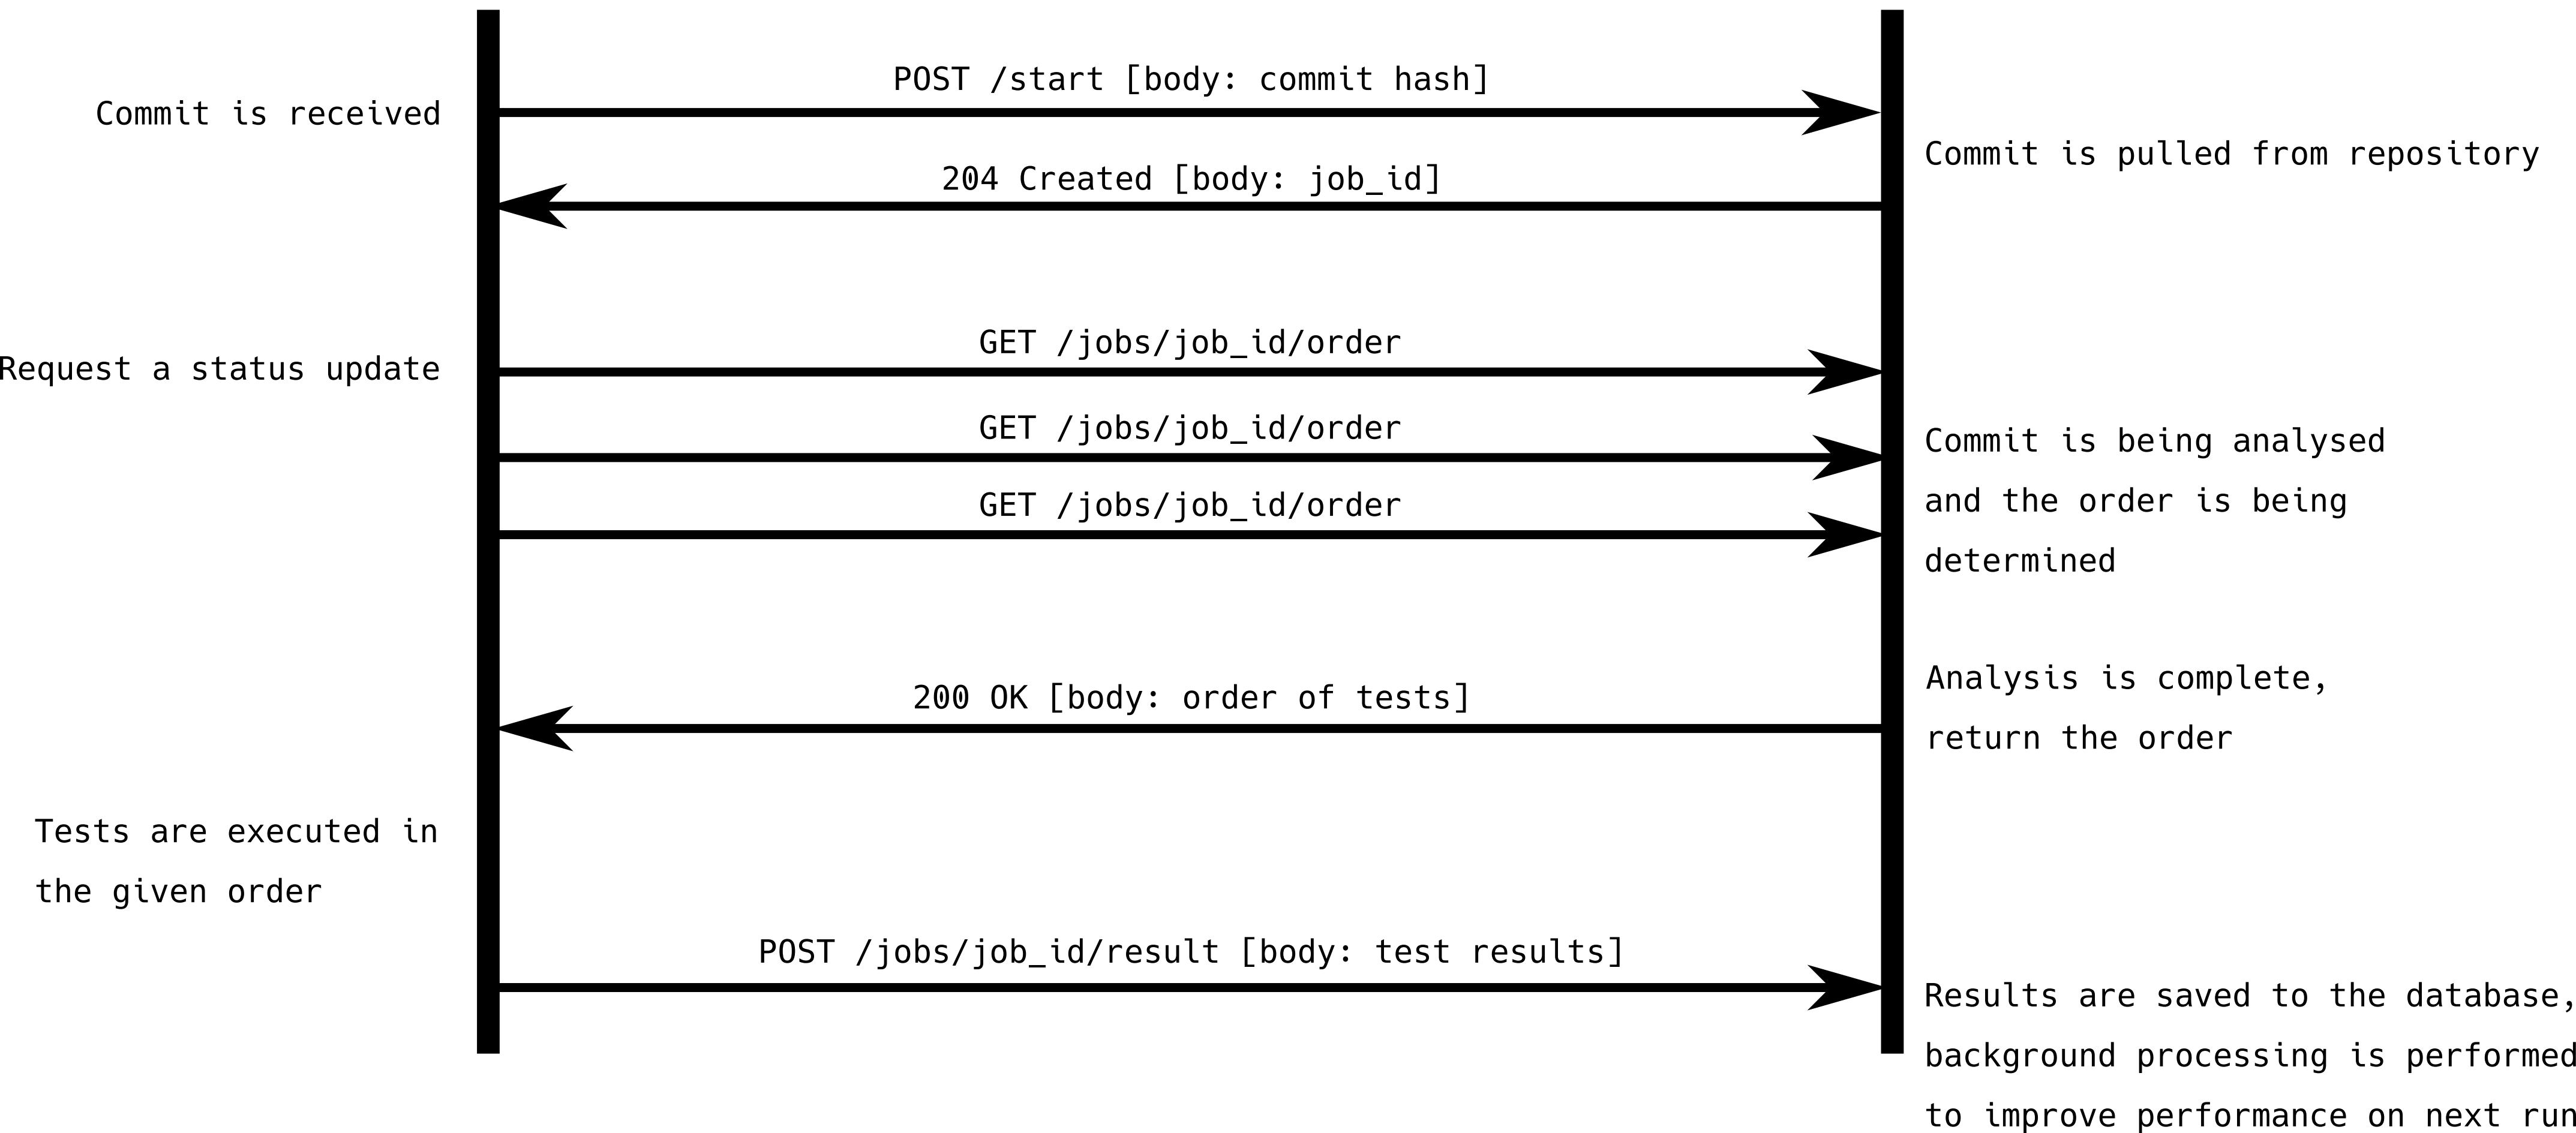 POST /start [body: commit hash]
Commit is received
Commit is pulled from repository
204 Created [body: job_id]
GET /jobs/job_id/order
Request a status update
GET /jobs/job_id/order
Commit is being analysed
and the order is being
determined
GET /jobs/job_id/order
Analysis is complete,
return the order
200 OK [body: order of tests]
Tests are executed in
the given order
POST /jobs/job_id/result [body: test results]
Results are saved to the database,
background processing is performed
to improve performance on next run